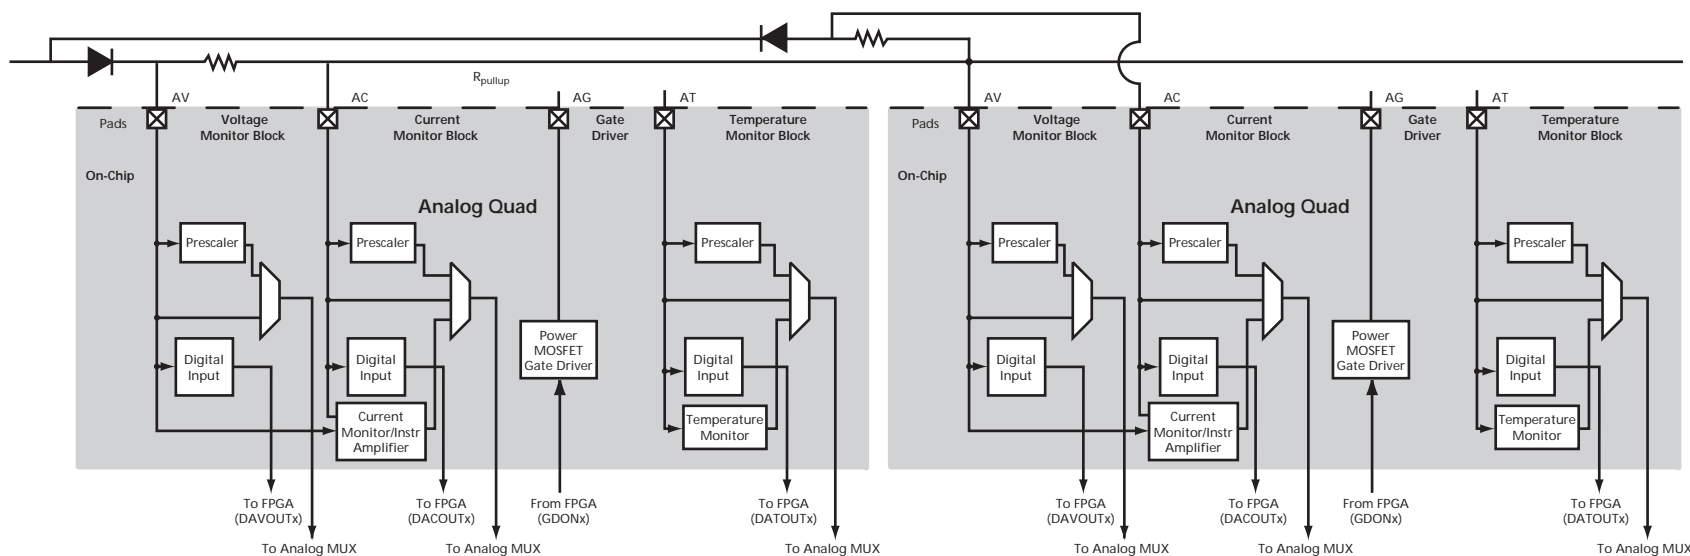 Rpullup
AV
AC
AG
AT
AV
AC
AG
AT
Pads
Voltage
Monitor Block
Current
Monitor Block
Gate
Driver
Temperature
Monitor Block
Pads
Voltage
Monitor Block
Current
Monitor Block
Gate
Driver
Temperature
Monitor Block
On-Chip
On-Chip
Analog Quad
Analog Quad
Prescaler
Prescaler
Prescaler
Prescaler
Prescaler
Prescaler
Power
MOSFET
Gate Driver
Power
MOSFET
Gate Driver
Digital
Input
Digital
Input
Digital
Input
Digital
Input
Digital
Input
Digital
Input
Current
Monitor/Instr
Amplifier
Temperature
Monitor
Current
Monitor/Instr
Amplifier
Temperature
Monitor
To FPGA
(DAVOUTx)
To FPGA
(DACOUTx)
From FPGA
(GDONx)
To FPGA
(DATOUTx)
To FPGA
(DAVOUTx)
To FPGA
(DACOUTx)
From FPGA
(GDONx)
To FPGA
(DATOUTx)
To Analog MUX
To Analog MUX
To Analog MUX
To Analog MUX
To Analog MUX
To Analog MUX